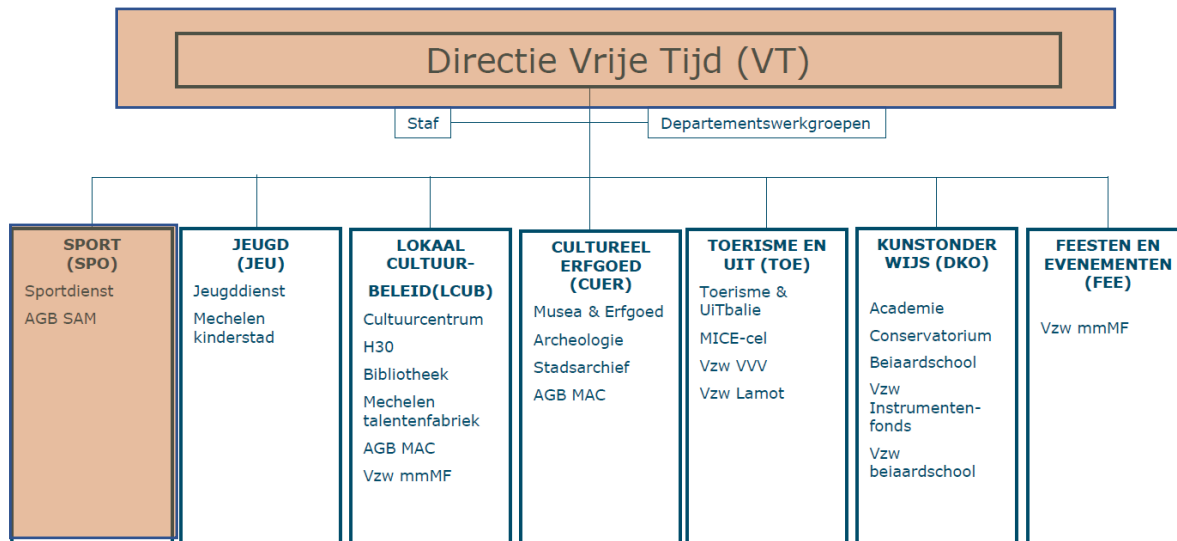 Directie Vrije Tijd (VT)
Staf
Departementswerkgroepen
SPORT
(SPO)
Sportdienst
AGB SAM
JEUGD
(JEU)
Jeugddienst
Mechelen
kinderstad
LOKAAL
CULTUUR-
BELEID(LCUB)
Cultuurcentrum
H30
Bibliotheek
Mechelen
talentenfabriek
AGB MAC
Vzw mmMF
CULTUREEL
ERFGOED
(CUER)
Musea & Erfgoed
Archeologie
Stadsarchief
AGB MAC
TOERISME EN
UIT (TOE)
Toerisme &
UiTbalie
MICE-cel
Vzw VVV
Vzw Lamot
KUNSTONDER
WIJS (DKO)
Academie
Conservatorium
Beiaardschool
Vzw
Instrumenten-
fonds
Vzw
beiaardschool
FEESTEN EN
EVENEMENTEN
(FEE)
Vzw mmMF